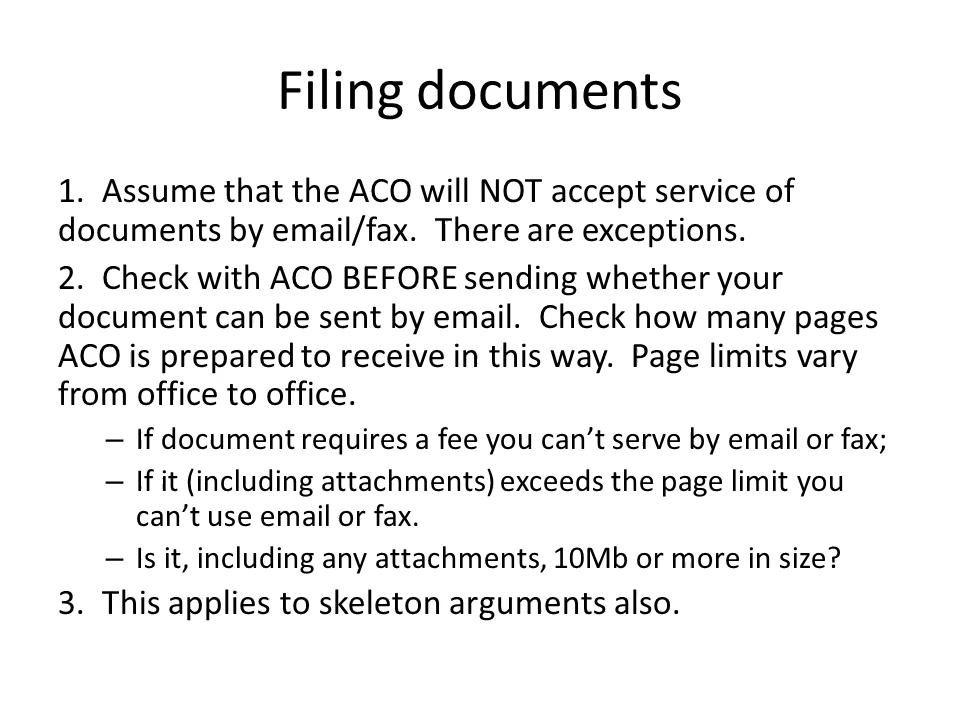 Filing documents
1.  Assume that the ACO will NOT accept service of
documents by email/fax.  There are exceptions.
2.  Check with ACO BEFORE sending whether your
document can be sent by email.  Check how many pages
ACO is prepared to receive in this way.  Page limits vary
from office to office.
– If document requires a fee you can’t serve by email or fax;
– If it (including attachments) exceeds the page limit you
can’t use email or fax.
– Is it, including any attachments, 10Mb or more in size?
3.  This applies to skeleton arguments also.